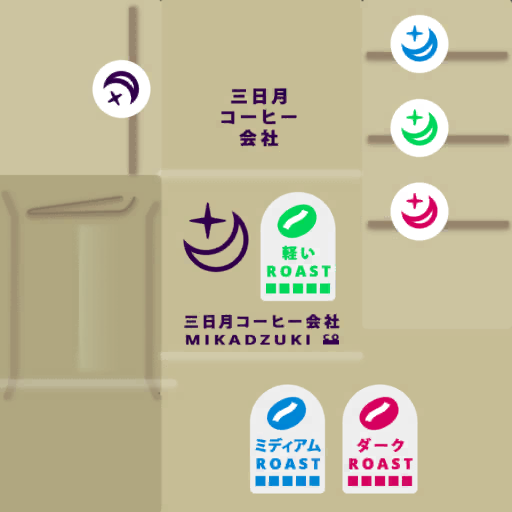 三日月
コーヒー
会社
軽い
ROAST
三日月コーヒー会社
MIKADZUKI CO
ミディアム
ROAST
ダーク
ROAST